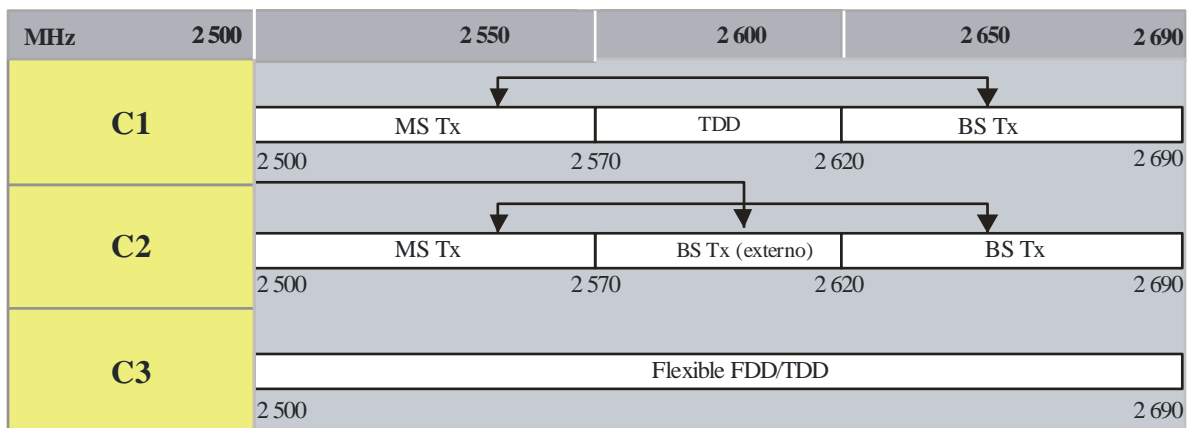 MHz 2 500 2 550 2 600 2 650 2 690
C1
MS Tx TDD BS Tx
2 500 2 570 2 620 2 690
C2
MS Tx BS Tx (externo) BS Tx
2 500 2 570 2 620 2 690
C3
Flexible FDD/TDD
2 500 2 690